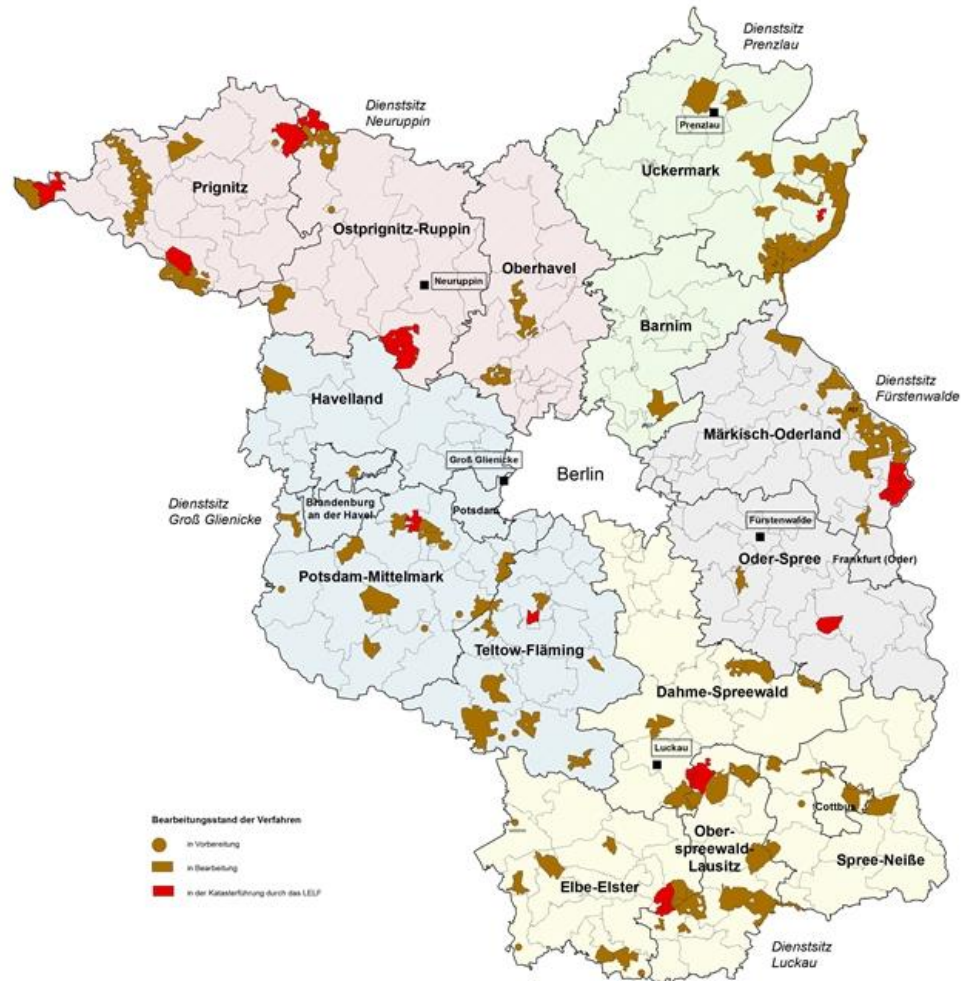 Dienstsitz
Prenzlau
Dienstsitz
Neuruppin
Prenzlau
Uckermark
Prignitz
Ostprignitz-Ruppin
Oberhavel
Neuruppin
Barnim
Dienstsitz
Fürstenwalde
Havelland
Märkisch-Oderland
Groß Glienicke
Berlin
Dienstsitz
Groß Glienicke
Brandenburg
an der Havel
Potsdam
Fürstenwalde
Oder-Spree
Frankfurt (Oder)
Potsdam-Mittelmark
Teltow-Fläming
Dahme-Spreewald
Luckau
Cottbus
Bearbeitungsstand der Verfahren
in Vorbereitung
in Bearbeitung
in der Katasterführung durch das LELF
Ober-
spreewald-
Lausitz
Spree-Neiße
Elbe-Elster
Dienstsitz
Luckau